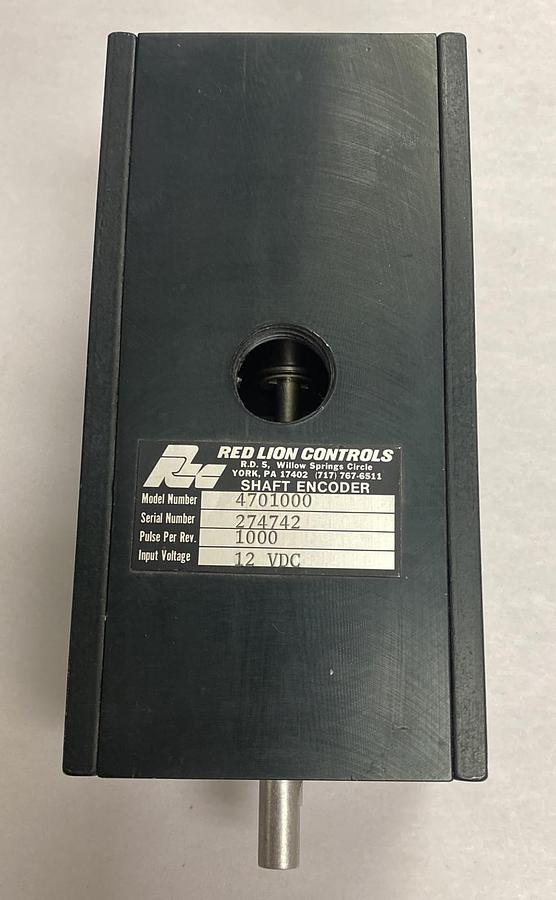 RLC
RED LION CONTROLS
R.D. 5, Willow Springs Circle
YORK, PA 17402 (717) 767-6511
SHAFT ENCODER
Model Number 4701000
Serial Number 274742
Pulse Per Rev. 1000
Input Voltage 12 VDC